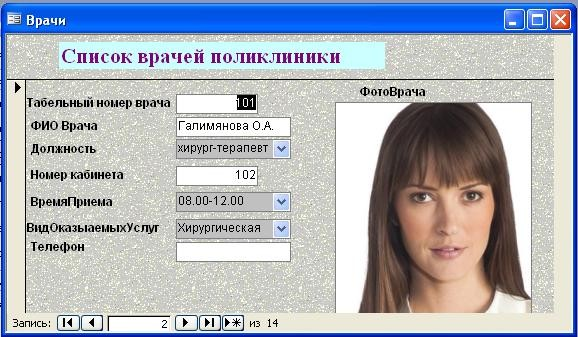 Врачи
Список врачей поликлиники
Табельный номер врача 101
ФИО Врача Галимянова О.А.
Должность хирург-терапевт
Номер кабинета 102
ВремяПриема 08.00-12.00
ВидОказыаемыхУслуг Хирургическая
Телефон
ФотоВрача
Запись: 2 из 14